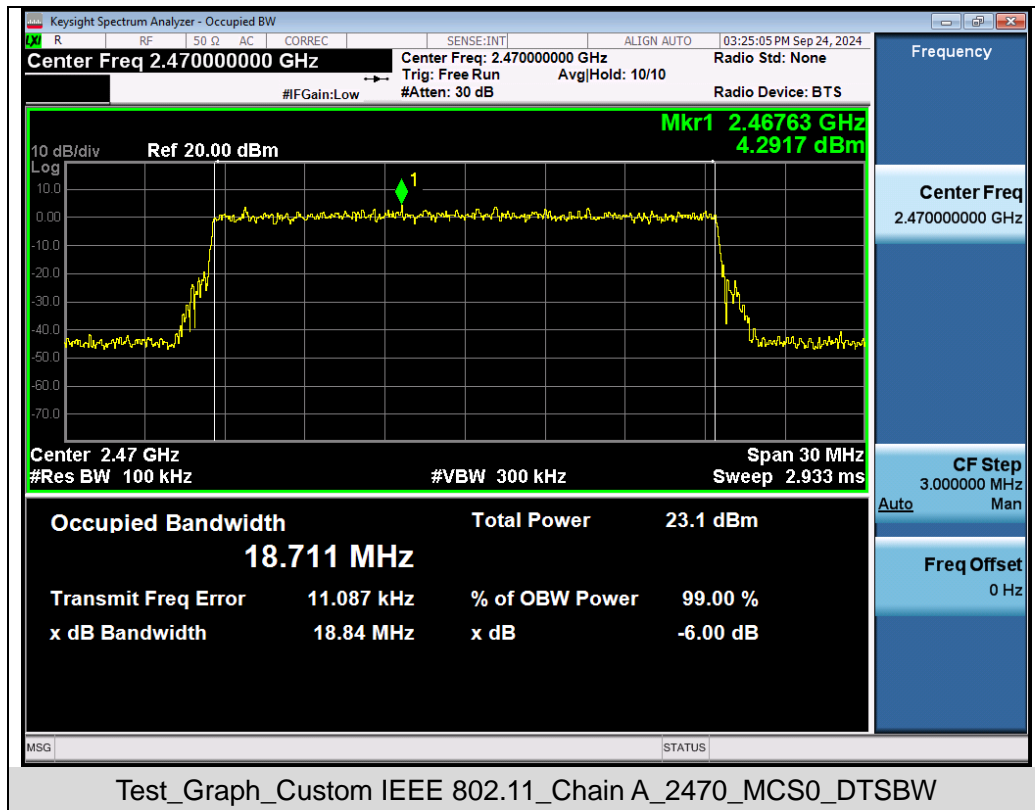 Keysight Spectrum Analyzer - Occupied BW
LXI R RF 50 Ω AC CORREC SENSE:INT ALIGN AUTO 03:25:05 PM Sep 24, 2024
Center Freq 2.470000000 GHz
Center Freq: 2.470000000 GHz
Radio Std: None
Trig: Free Run Avg|Hold: 10/10
#IFGain:Low
#Atten: 30 dB
Radio Device: BTS
Frequency
Mkr1 2.46763 GHz
4.2917 dBm
10 dB/div Ref 20.00 dBm
Log
10.0
0.00
-10.0
-20.0
-30.0
-40.0
-50.0
-60.0
-70.0
1
Center 2.47 GHz Span 30 MHz
#Res BW 100 kHz #VBW 300 kHz Sweep 2.933 ms
Center Freq
2.470000000 GHz
CF Step
3.000000 MHz
Auto Man
Freq Offset
0 Hz
Occupied Bandwidth Total Power 23.1 dBm
18.711 MHz
Transmit Freq Error 11.087 kHz % of OBW Power 99.00 %
x dB Bandwidth 18.84 MHz x dB -6.00 dB
MSG STATUS
Test_Graph_Custom IEEE 802.11_Chain A_2470_MCS0_DTSBW